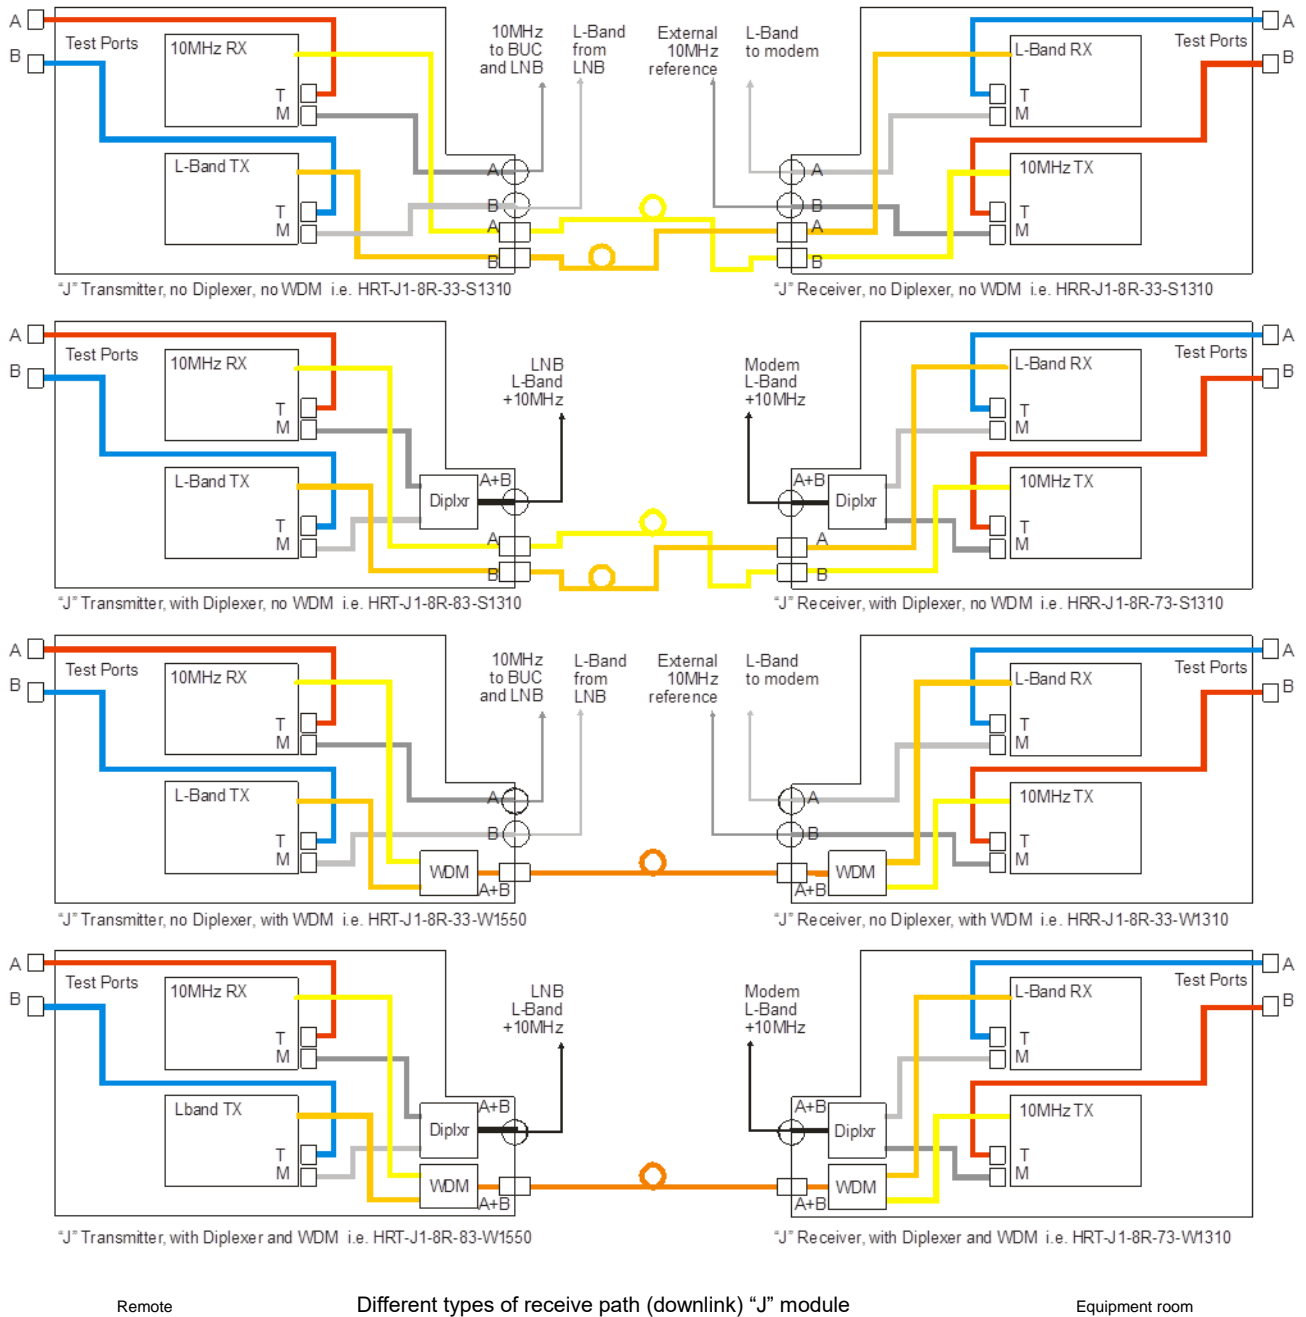 A
B
Test Ports
10MHz RX
T
M
L-Band TX
T
M
10MHz
to BUC
and LNB
L-Band
from
LNB
A
B
A
B
External
10MHz
reference
L-Band
to modem
A
B
A
B
L-Band RX
T
M
10MHz TX
T
M
Test Ports
A
B
"J" Transmitter, no Diplexer, no WDM i.e. HRT-J1-8R-33-S1310
"J" Receiver, no Diplexer, no WDM i.e. HRR-J1-8R-33-S1310
A
B
Test Ports
10MHz RX
T
M
L-Band TX
T
M
Diplxr
A+B
A
B
LNB
L-Band
+10MHz
Modem
L-Band
+10MHz
A+B
Diplxr
A
B
L-Band RX
T
M
10MHz TX
T
M
Test Ports
A
B
"J" Transmitter, with Diplexer, no WDM i.e. HRT-J1-8R-83-S1310
"J" Receiver, with Diplexer, no WDM i.e. HRR-J1-8R-73-S1310
A
B
Test Ports
10MHz RX
T
M
L-Band TX
T
M
10MHz
to BUC
and LNB
L-Band
from
LNB
A
B
WDM
A+B
External
10MHz
reference
L-Band
to modem
A
B
WDM
A+B
L-Band RX
T
M
10MHz TX
T
M
Test Ports
A
B
"J" Transmitter, no Diplexer, with WDM i.e. HRT-J1-8R-33-W1550
"J" Receiver, no Diplexer, with WDM i.e. HRR-J1-8R-33-W1310
A
B
Test Ports
10MHz RX
T
M
Lband TX
T
M
Diplxr
A+B
WDM
A+B
LNB
L-Band
+10MHz
Modem
L-Band
+10MHz
A+B
Diplxr
WDM
A+B
L-Band RX
T
M
10MHz TX
T
M
Test Ports
A
B
"J" Transmitter, with Diplexer and WDM i.e. HRT-J1-8R-83-W1550
"J" Receiver, with Diplexer and WDM i.e. HRT-J1-8R-73-W1310
Remote
Different types of receive path (downlink) “J” module
Equipment room